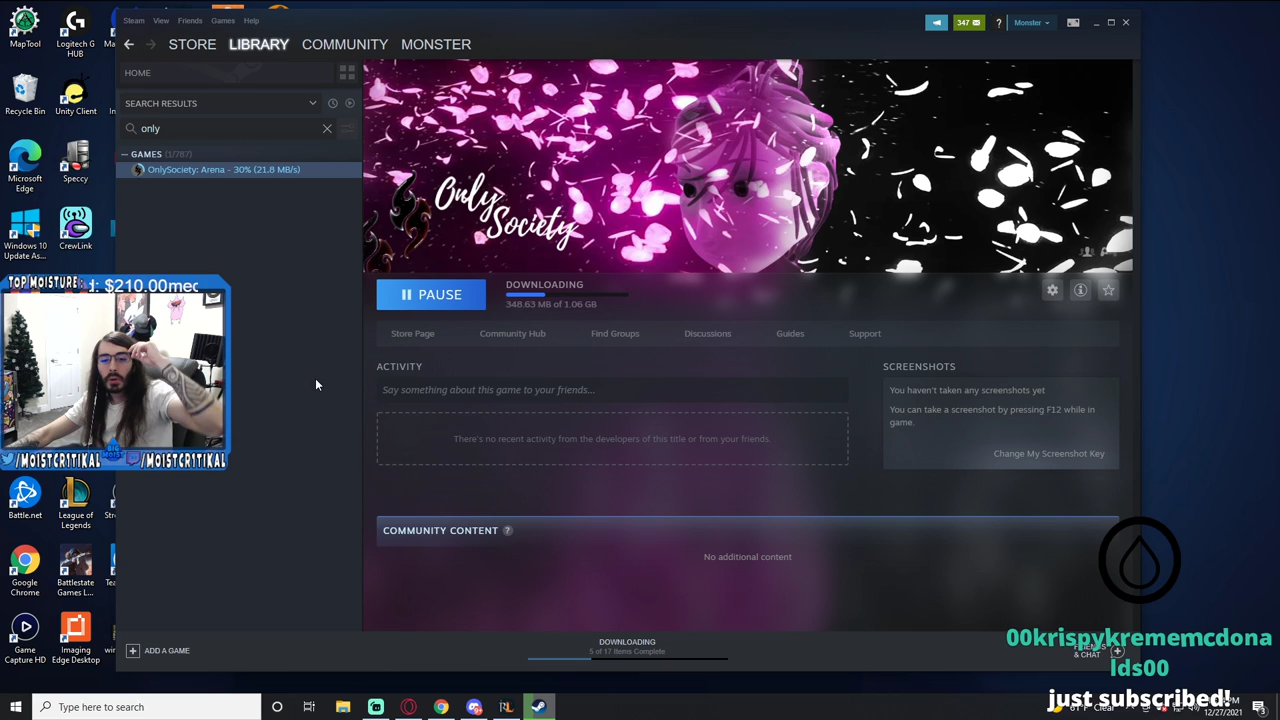 Steam View Friends Games Help
347
?
Monster
STORE LIBRARY COMMUNITY MONSTER
HOME
SEARCH RESULTS
only
GAMES (1/787)
OnlySociety: Arena - 30% (21.8 MB/s)
Only
Society
PAUSE
DOWNLOADING
348.63 MB of 1.06 GB
Store Page Community Hub Find Groups Discussions Guides Support
ACTIVITY
Say something about this game to your friends...
There's no recent activity from the developers of this title or from your friends.
SCREENSHOTS
You haven't taken any screenshots yet
You can take a screenshot by pressing F12 while in
game.
Change My Screenshot Key
COMMUNITY CONTENT ?
No additional content
DOWNLOADING
5 of 17 Items Complete
ADD A GAME
& CHAT
MapTool
Logitech G
HUB
Recycle Bin
Unity Client
Microsoft
Edge
Speccy
Windows 10
Update As...
CrewLink
TOP MOISTURE:
$210.00
BIG
MOIST
/MOISTCR1TIKAL
/MOISTCR1TIKAL
Battle.net
League of
Legends
Google
Chrome
Battlestate
Games L...
Game
Capture HD
Imaging
Edge Desktop
00krispykrememcdona
lds00
just subscribed!
Type here to search
Clear
12/27/2021
3